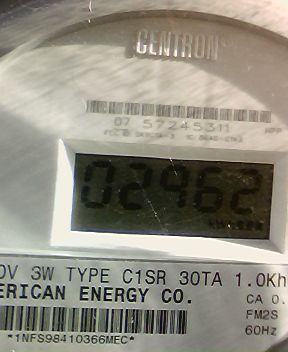 CENTRON
07 57245311
02962
0V 3W TYPE C1SR 30TA 1.0Kh
ERICAN ENERGY CO.
CA 0.
FM2S
60Hz
*1NFS98410366MEC*